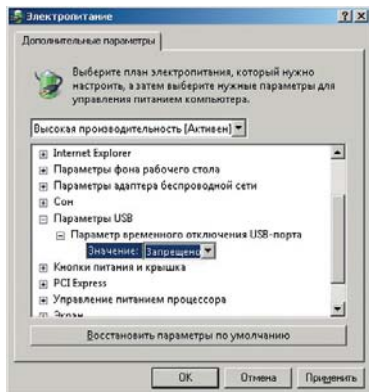 Электропитание
Дополнительные параметры
Выберите план электропитания, который нужно
настроить, а затем выберите нужные параметры для
управления питанием компьютера.
Высокая производительность [Активен]
Internet Explorer
Параметры фона рабочего стола
Параметры адаптера беспроводной сети
Сон
Параметры USB
Параметр временного отключения USB-порта
Значение: Запрещено
Кнопки питания и крышка
PCI Express
Управление питанием процессора
Экран
Восстановить параметры по умолчанию
OK Отмена Применить